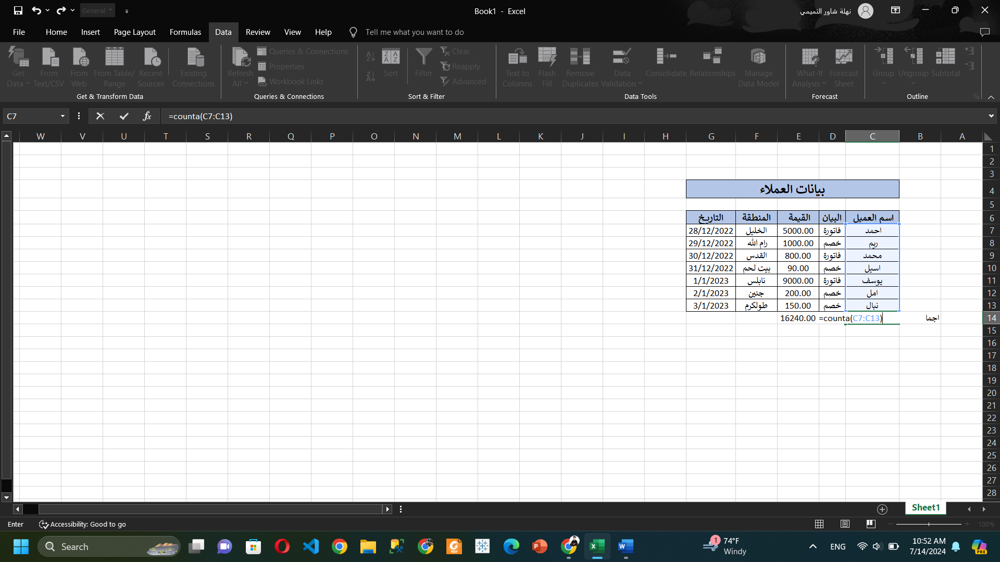 General
Book1 - Excel
نهلة شاور التميمي
File Home Insert Page Layout Formulas Data Review View Help Tell me what you want to do
Get Data
From Text/CSV
From Web
From Table/ Range
Recent Sources
Existing Connections
Get & Transform Data
Refresh All
Queries & Connections
Properties
Workbook Links
Queries & Connections
Sort
Filter
Clear
Reapply
Advanced
Sort & Filter
Text to Columns
Flash Fill
Remove Duplicates
Data Validation
Consolidate
Relationships
Manage Data Model
Data Tools
What-If Analysis
Forecast Sheet
Forecast
Group
Ungroup
Subtotal
Outline
C7
fx
=counta(C7:C13)
W V U T S R Q P O N M L K J I H G F E D C B A
1
2
3
بيانات العملاء 4
5
اسم العميل البيان القيمة المنطقة التاريخ 6
احمد فاتورة 5000.00 الخليل 28/12/2022 7
ريم خصم 1000.00 رام الله 29/12/2022 8
محمد فاتورة 800.00 القدس 30/12/2022 9
اسيل خصم 90.00 بيت لحم 31/12/2022 10
يوسف فاتورة 9000.00 نابلس 1/1/2023 11
امل خصم 200.00 جنين 2/1/2023 12
نبال خصم 150.00 طولكرم 3/1/2023 13
اجما =counta(C7:C13) 16240.00 14
15
16
17
18
19
20
21
22
23
24
25
26
27
28
Sheet1
Enter Accessibility: Good to go 100%
Search
1 74°F
Windy
ENG
10:52 AM
7/14/2024
PRE